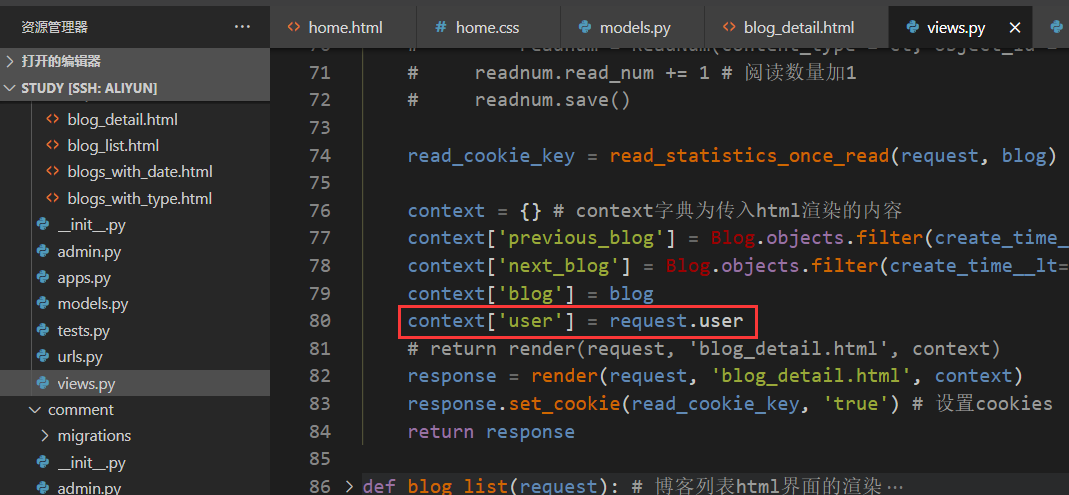 资源管理器 ···
打开的编辑器
STUDY [SSH: ALIYUN]
blog_detail.html
blog_list.html
blogs_with_date.html
blogs_with_type.html
__init__.py
admin.py
apps.py
models.py
tests.py
urls.py
views.py
comment
migrations
__init__.py
admin.py
home.html # home.css models.py blog_detail.html views.py
71 # readnum.read_num += 1 # 阅读数量加1
72 # readnum.save()
73
74 read_cookie_key = read_statistics_once_read(request, blog)
75
76 context = {} # context字典为传入html渲染的内容
77 context['previous_blog'] = Blog.objects.filter(create_time_
78 context['next_blog'] = Blog.objects.filter(create_time__lt=
79 context['blog'] = blog
80 context['user'] = request.user
81 # return render(request, 'blog_detail.html', context)
82 response = render(request, 'blog_detail.html', context)
83 response.set_cookie(read_cookie_key, 'true') # 设置cookies
84 return response
85
86 def blog_list(request): # 博客列表html界面的渲染···